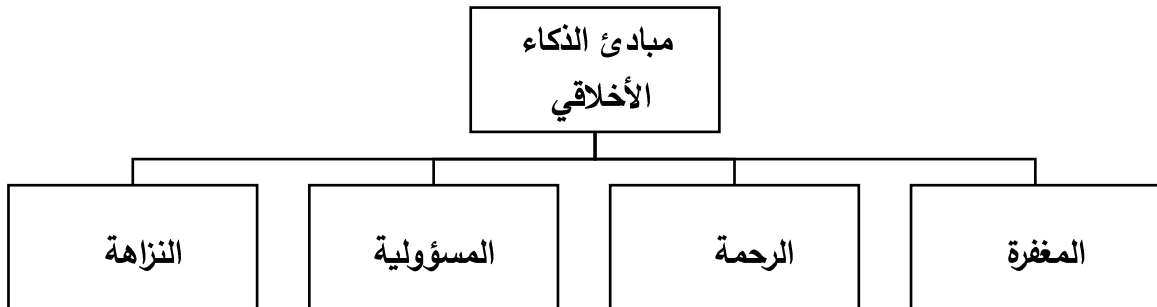 مبادئ الذكاء
الأخلاقي
المغفرة
الرحمة
المسؤولية
النزاهة